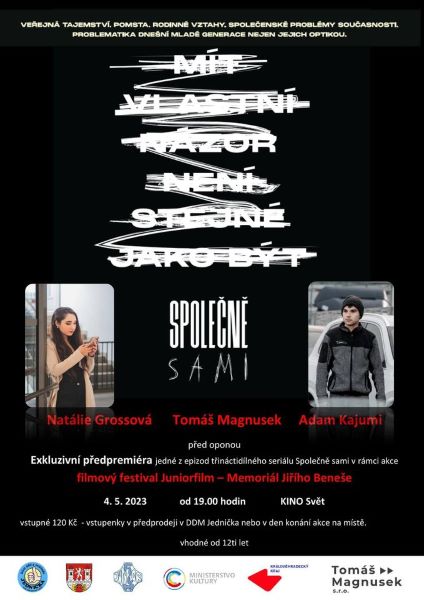 VEŘEJNÁ TAJEMSTVÍ. POMSTA. RODINNÉ VZTAHY, SPOLEČENSKÉ PROBLÉMY SOUČASNOSTI.
PROBLEMATIKA DNEŠNÍ MLADÉ GENERACE NEJEN JEJICH OPTIKOU.
MÍT
VLASTNÍ
NÁZOR
NENÍ
STEJNÉ
JAKO BÝT
SPOLEČNĚ
SAMI
Natálie Grossová Tomáš Magnusek Adam Kajumi
před oponou
Exkluzivní předpremiéra jedné z epizod třináctidílného seriálu Společně sami v rámci akce
filmový festival Juniorfilm – Memoriál Jiřího Beneše
4. 5. 2023 od 19.00 hodin KINO Svět
vstupné 120 Kč - vstupenky v předprodeji v DDM Jednička nebo v den konání akce na místě.
vhodné od 12ti let
MINISTERSTVO
KULTURY
KRÁLOVÉHRADECKÝ
KRAJ
Tomáš
Magnusek
s.r.o.